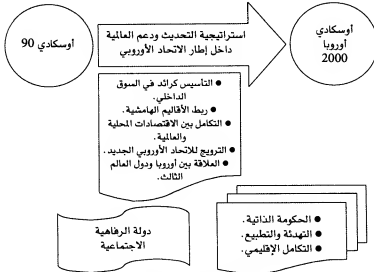 أوسكادي 90
استراتيجية التحديث ودعم العالمية
داخل إطار الاتحاد الأوروبي
أوسكادي
أوروبا
2000
● التأسيس كرائد في السوق
الداخلي.
● ربط الأقاليم الهامشية.
● التكامل بين الاقتصادات المحلية
والعالمية.
● الترويج للاتحاد الأوروبي الجديد.
● العلاقة بين أوروبا ودول العالم
الثالث.
دولة الرفاهية
الاجتماعية
● الحكومة الذاتية.
● التهدئة والتطبيع.
● التكامل الإقليمي.